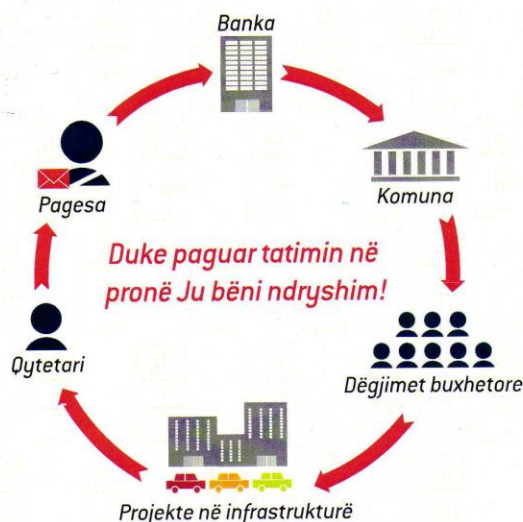 Banka
Pagesa
Komuna
Duke paguar tatimin në
pronë Ju bëni ndryshim!
Qytetari
Dëgjimet buxhetore
Projekte në infrastrukturë